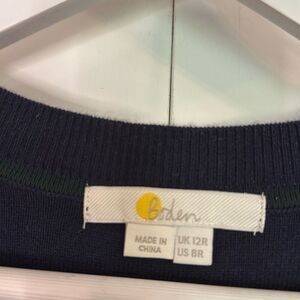 Boden
MADE IN
CHINA
UK 12R
US 8R